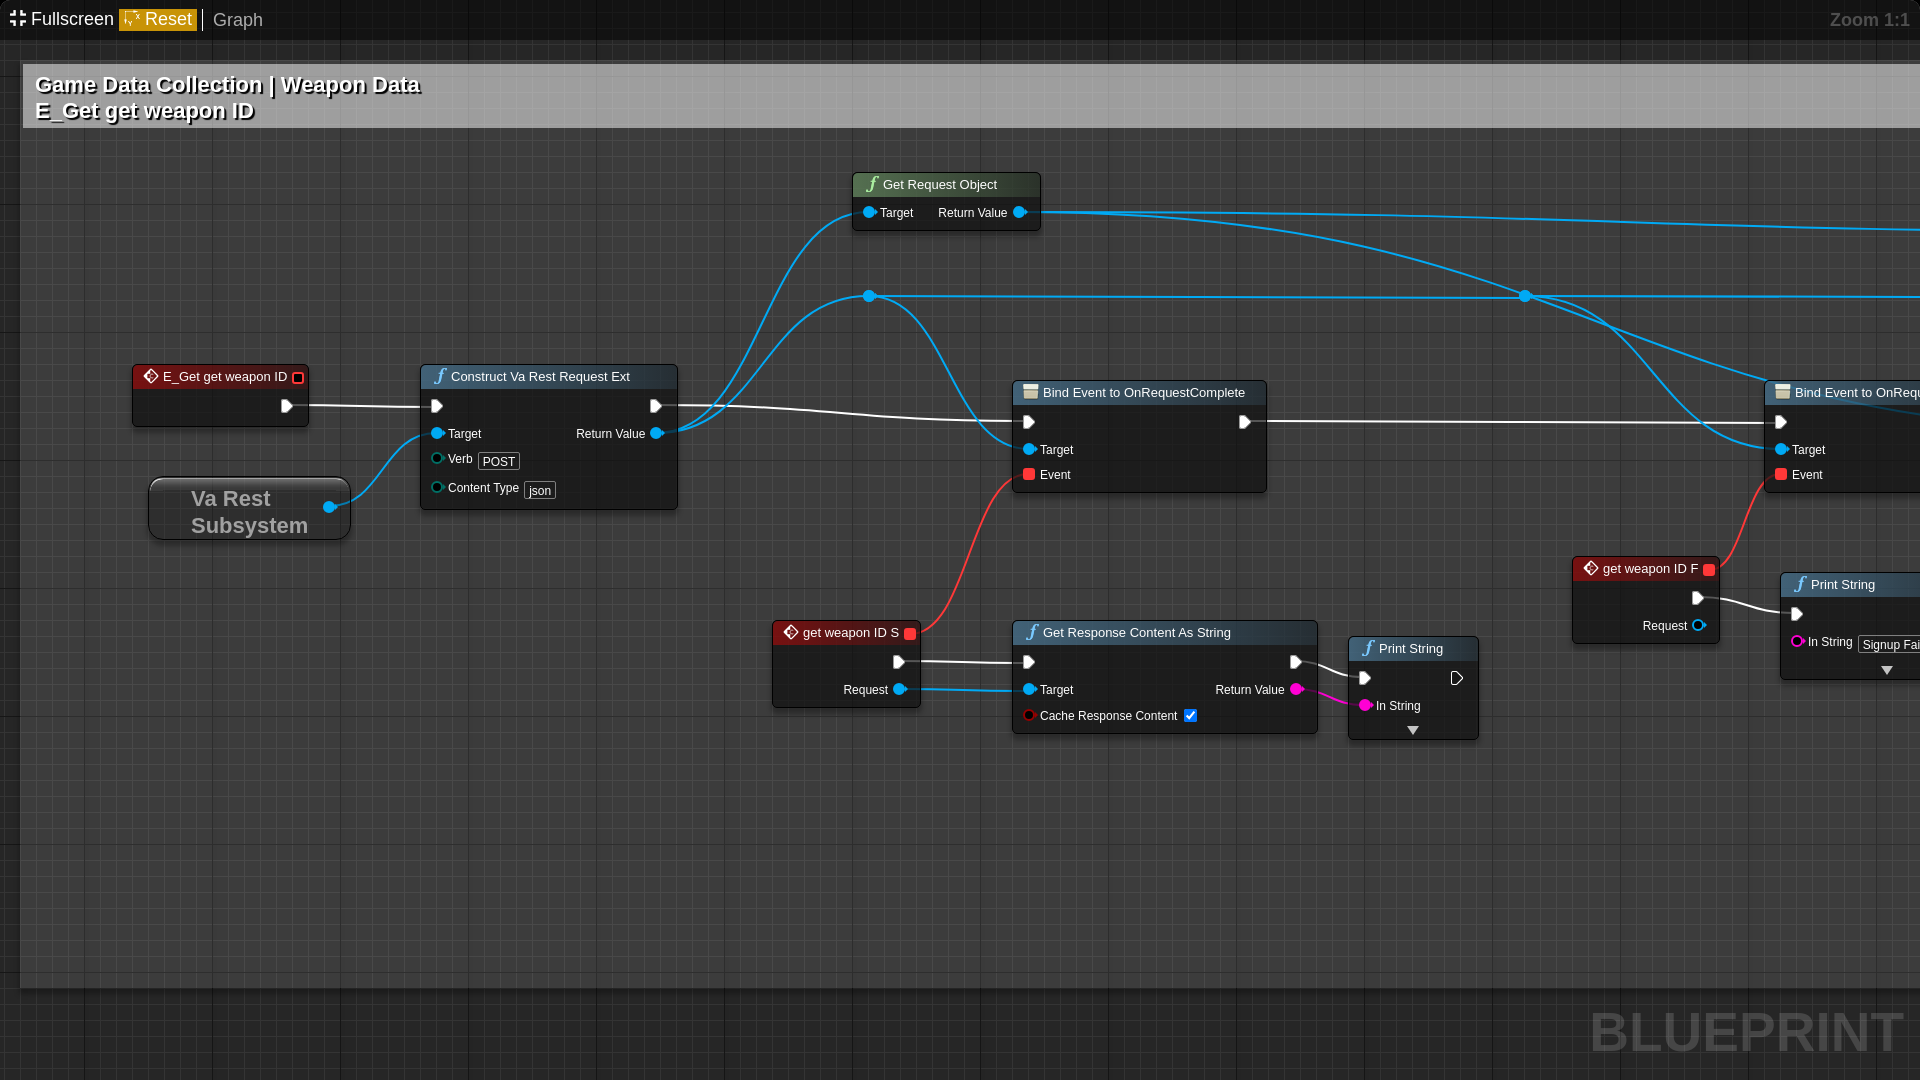 Fullscreen Reset Graph Zoom 1:1
Game Data Collection | Weapon Data
E_Get get weapon ID
Get Request Object
Target Return Value
E_Get get weapon ID
Construct Va Rest Request Ext
Target Return Value
Verb POST
Content Type json
Va Rest
Subsystem
Bind Event to OnRequestComplete
Target
Event
Bind Event to OnRequ
Target
Event
get weapon ID F
Request
Print String
In String Signup Fai
get weapon ID S
Request
Get Response Content As String
Target Return Value
Cache Response Content
Print String
In String
BLUEPRINT